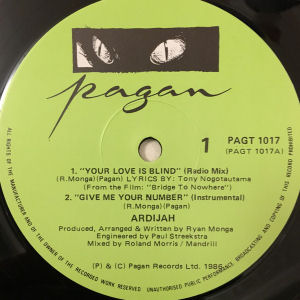 pagan
1. "YOUR LOVE IS BLIND" (Radio Mix)
(R.Monga)(Pagan) LYRICS BY: Tony Nogotautama
(From the Film: "Bridge To Nowhere")
2. "GIVE ME YOUR NUMBER" (Instrumental)
(R.Monga)(Pagan)
ARDIJAH
Produced, Arranged & Written by Ryan Monga
Engineered by Paul Streekstra
Mixed by Roland Morris / Mandrill
(P) & (C) Pagan Records Ltd. 1986
1
PAGT 1017
(PAGT 1017A)
ALL RIGHTS OF THE MANUFACTURER AND OF THE OWNER OF THE RECORDED WORK RESERVED UNAUTHORISED PUBLIC PERFORMANCE, BROADCASTING AND COPYING OF THIS RECORD PROHIBITED